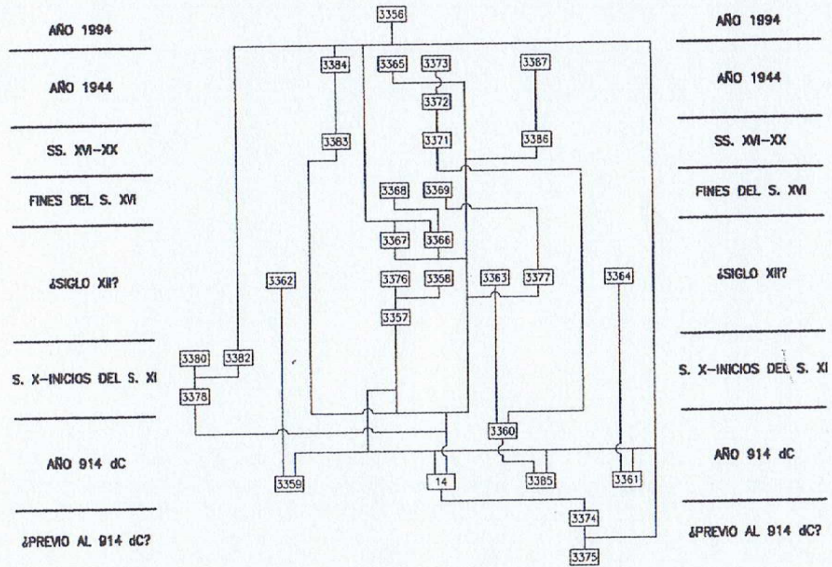 3356
AÑO 1994 AÑO 1994
3384 3365 3373 3387
AÑO 1944 AÑO 1944
3372
3383 3371 3386
SS. XVI-XX SS. XVI-XX
3368 3369
FINES DEL S. XVI FINES DEL S. XVI
3367 3366
¿SIGLO XII? ¿SIGLO XII?
3362 3376 3358 3363 3377 3364
3357
3380 3382
S. X-INICIOS DEL S. XI S. X-INICIOS DEL S. XI
3378
3360
AÑO 914 dC AÑO 914 dC
3359 14 3385 3361
3374
¿PREVIO AL 914 dC? ¿PREVIO AL 914 dC?
3375